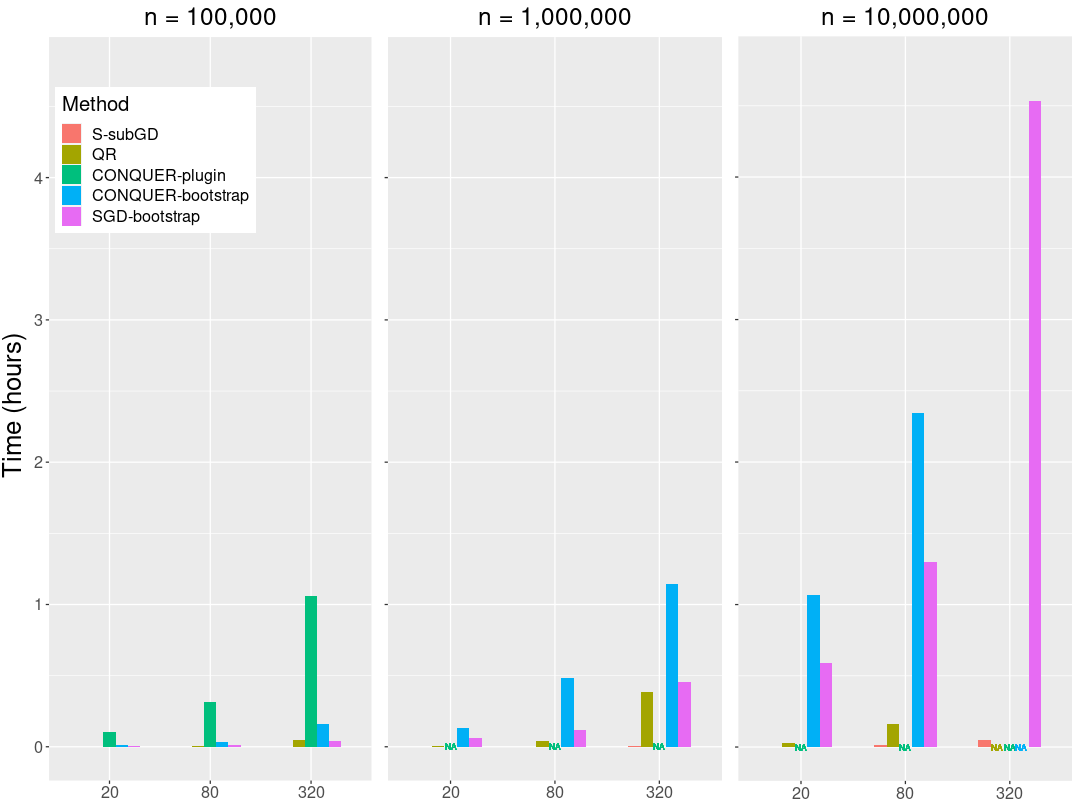 n = 100,000
n = 1,000,000
n = 10,000,000
Time (hours)
Method
S-subGD
QR
CONQUER-plugin
CONQUER-bootstrap
SGD-bootstrap
4
3
2
1
0
NA
NA
NA
NA
NA
NA NA NA
20 80 320
20 80 320
20 80 320